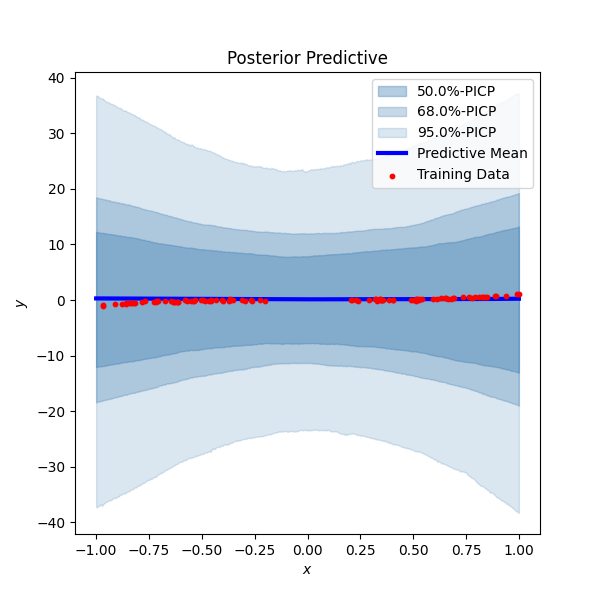 Posterior Predictive
50.0%-PICP
68.0%-PICP
95.0%-PICP
Predictive Mean
Training Data
y
40
30
20
10
0
−10
−20
−30
−40
−1.00 −0.75 −0.50 −0.25 0.00 0.25 0.50 0.75 1.00
x